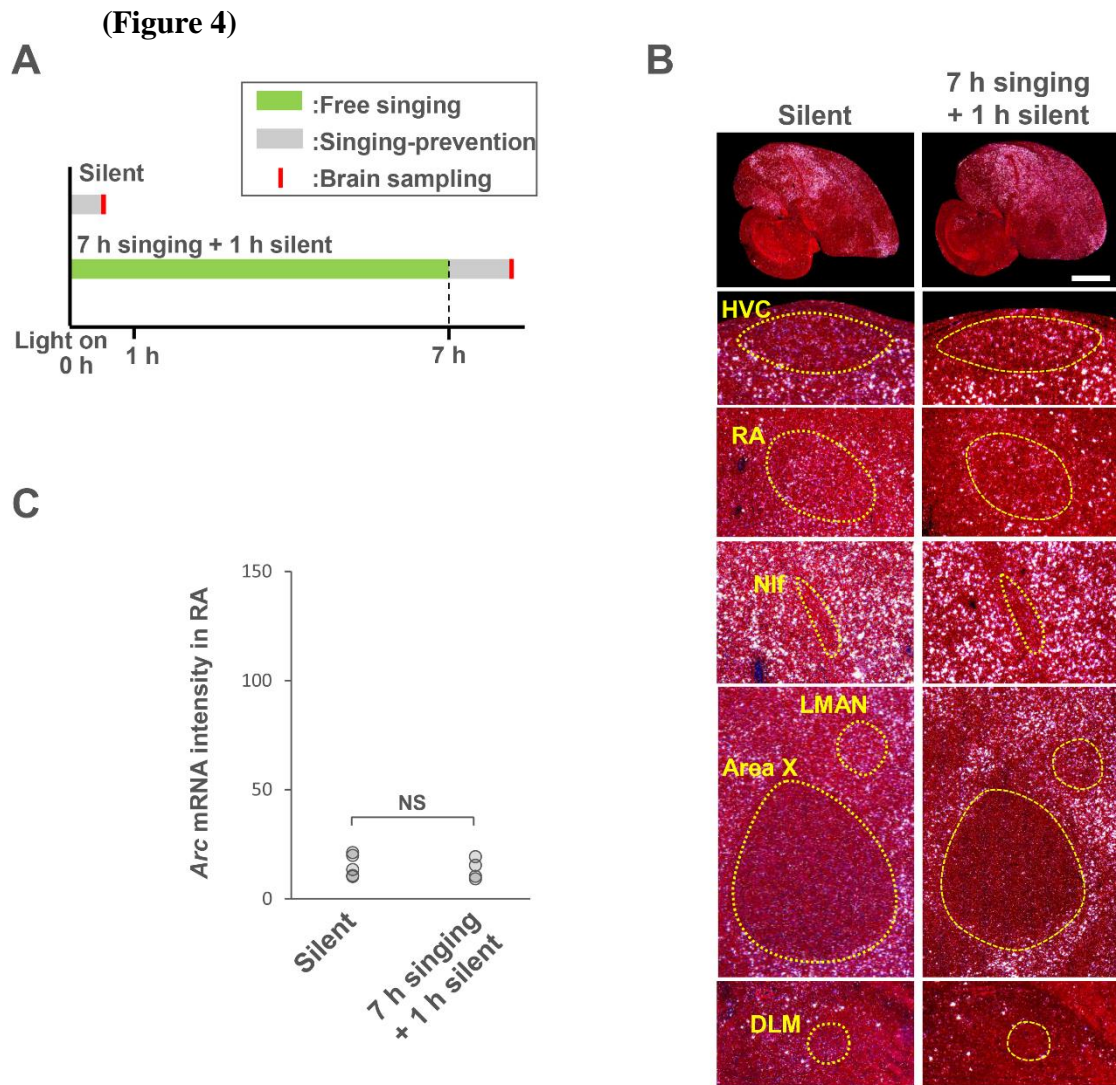 (Figure 4)
A
:Free singing
:Singing-prevention
:Brain sampling
Silent
7 h singing + 1 h silent
Light on
0 h
1 h
7 h
B
Silent
7 h singing
+ 1 h silent
HVC
RA
NIf
LMAN
Area X
DLM
C
Arc mRNA intensity in RA
150
100
50
0
NS
Silent
7 h singing
+ 1 h silent